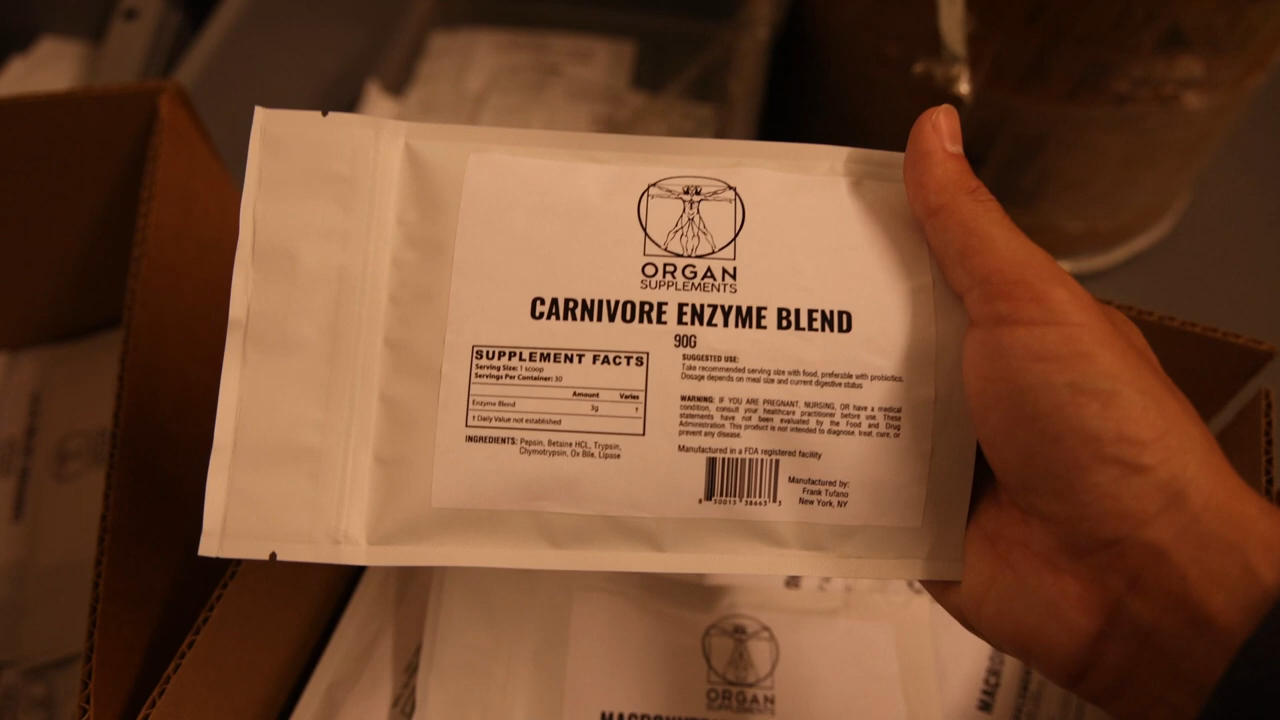 ORGAN
SUPPLEMENTS
CARNIVORE ENZYME BLEND
90G
SUPPLEMENT FACTS
Serving Size: 1 scoop
Servings Per Container: 30
Amount Varies
Enzyme Blend 3g †
† Daily Value not established
INGREDIENTS: Pepsin, Betaine HCL, Trypsin,
Chymotrypsin, Ox Bile, Lipase
SUGGESTED USE:
Take recommended serving size with food, preferable with probiotics.
Dosage depends on meal size and current digestive status
WARNING: IF YOU ARE PREGNANT, NURSING, OR have a medical
condition, consult your healthcare practitioner before use. These
statements have not been evaluated by the Food and Drug
Administration. This product is not intended to diagnose, treat, cure, or
prevent any disease.
Manufactured in a FDA registered facility
Manufactured by:
Frank Tufano
New York, NY
ORGAN
SUPPLEMENTS